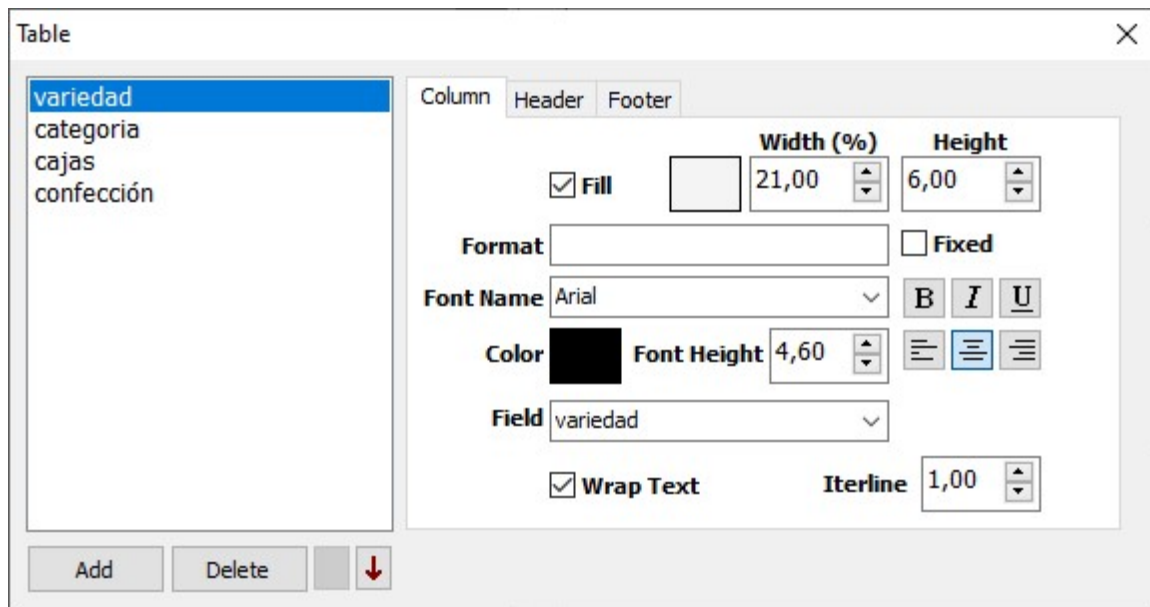 Table
variedad
categoria
cajas
confección
Column Header Footer
Width (%) Height
Fill 21,00 6,00
Format Fixed
Font Name Arial B I U
Color Font Height 4,60
Field variedad
Wrap Text Iterline 1,00
Add Delete